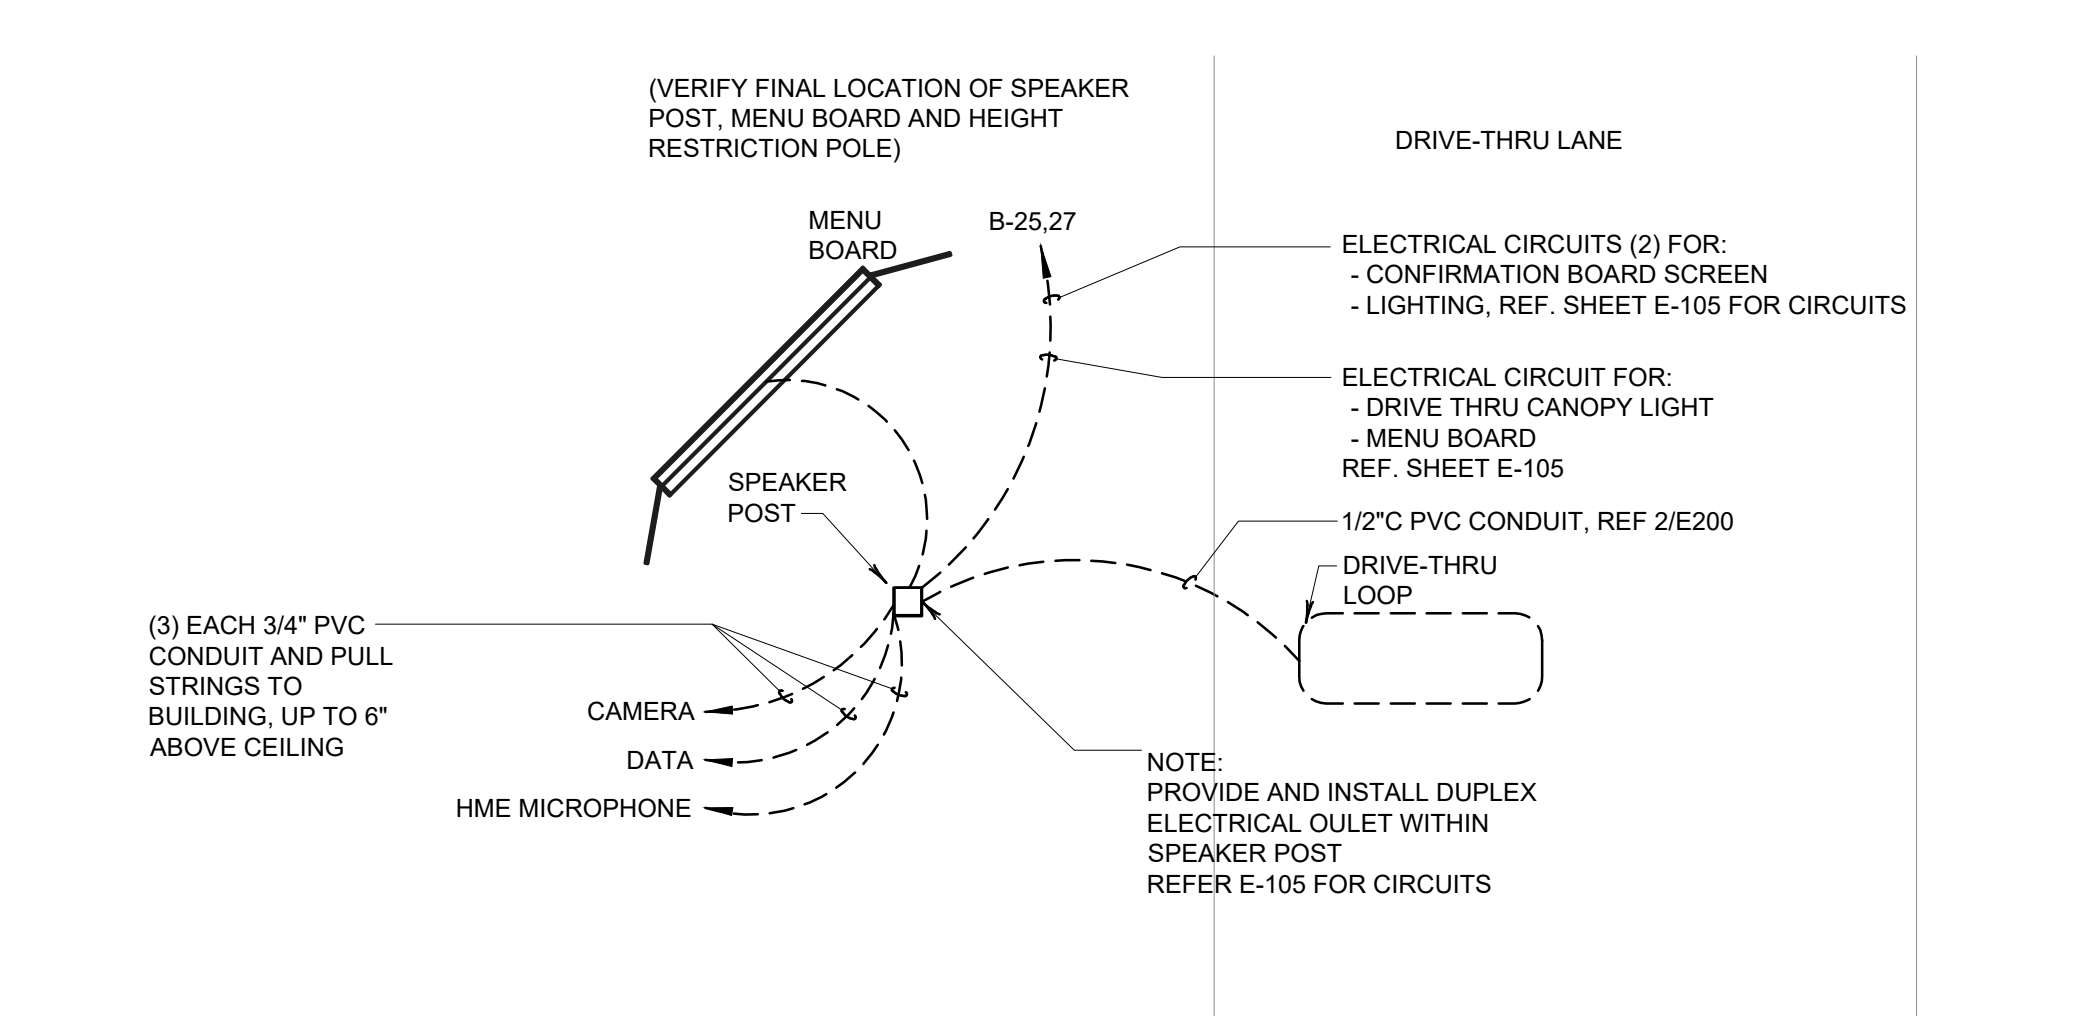 (VERIFY FINAL LOCATION OF SPEAKER
POST, MENU BOARD AND HEIGHT
RESTRICTION POLE)
DRIVE-THRU LANE
MENU
BOARD
B-25,27
ELECTRICAL CIRCUITS (2) FOR:
- CONFIRMATION BOARD SCREEN
- LIGHTING, REF. SHEET E-105 FOR CIRCUITS
ELECTRICAL CIRCUIT FOR:
- DRIVE THRU CANOPY LIGHT
- MENU BOARD
REF. SHEET E-105
SPEAKER
POST
1/2"C PVC CONDUIT, REF 2/E200
DRIVE-THRU
LOOP
(3) EACH 3/4" PVC
CONDUIT AND PULL
STRINGS TO
BUILDING, UP TO 6"
ABOVE CEILING
CAMERA
DATA
HME MICROPHONE
NOTE:
PROVIDE AND INSTALL DUPLEX
ELECTRICAL OULET WITHIN
SPEAKER POST
REFER E-105 FOR CIRCUITS